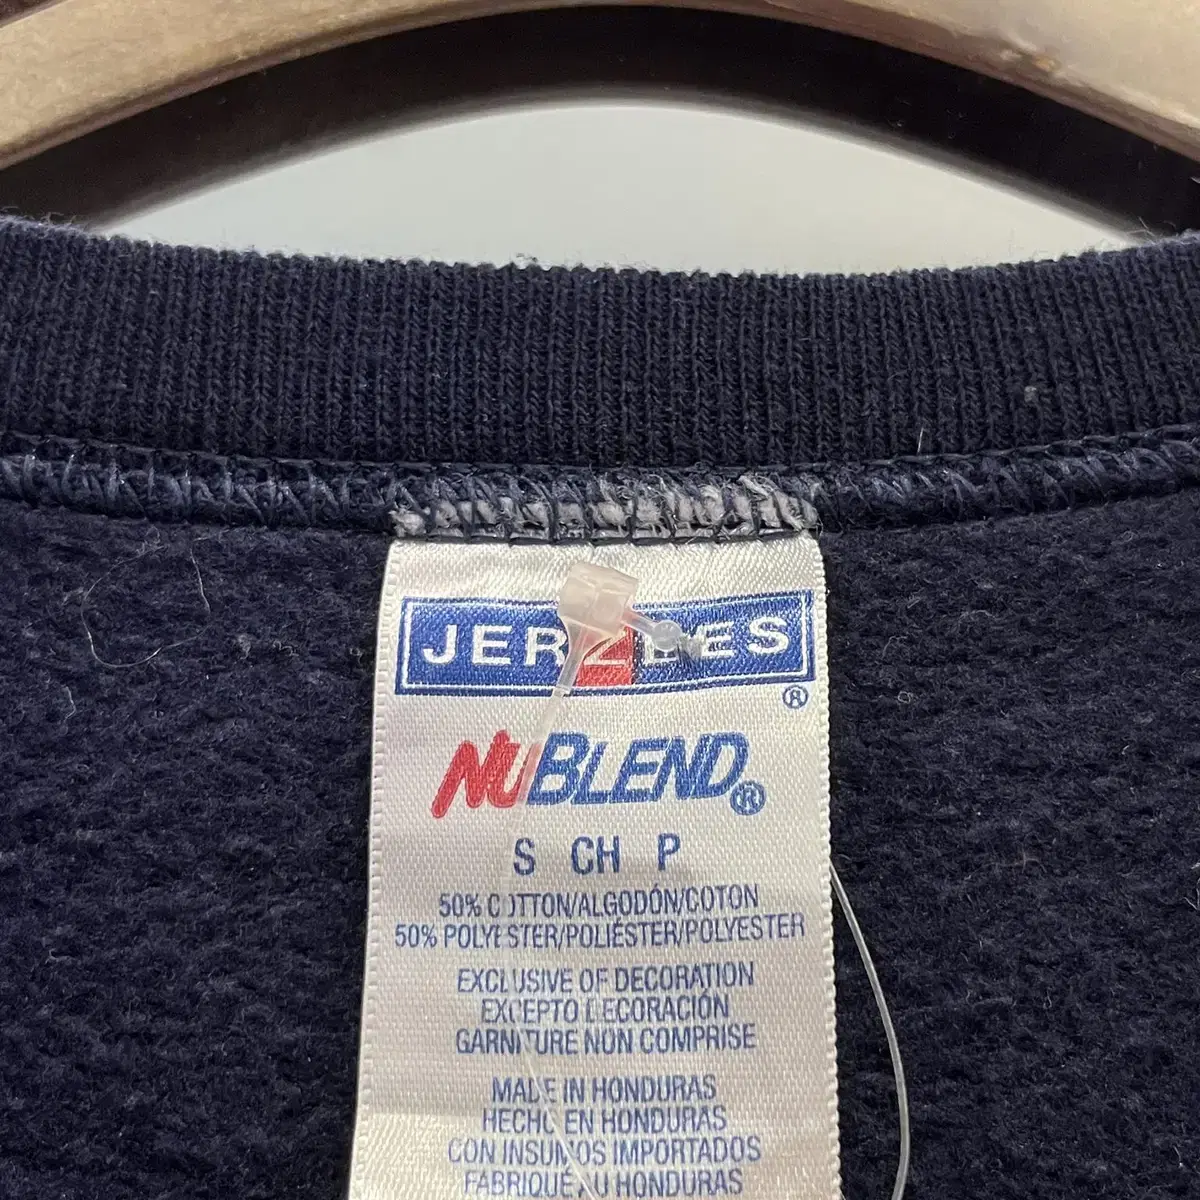 JERZEES
®
NUBLEND®
S CH P
50% COTTON/ALGODÓN/COTON
50% POLYESTER/POLIÉSTER/POLYESTER
EXCLUSIVE OF DECORATION
EXCEPTO DECORACIÓN
GARNITURE NON COMPRISE
MADE IN HONDURAS
HECHO EN HONDURAS
CON INSUMOS IMPORTADOS
FABRIQUÉ AU HONDURAS